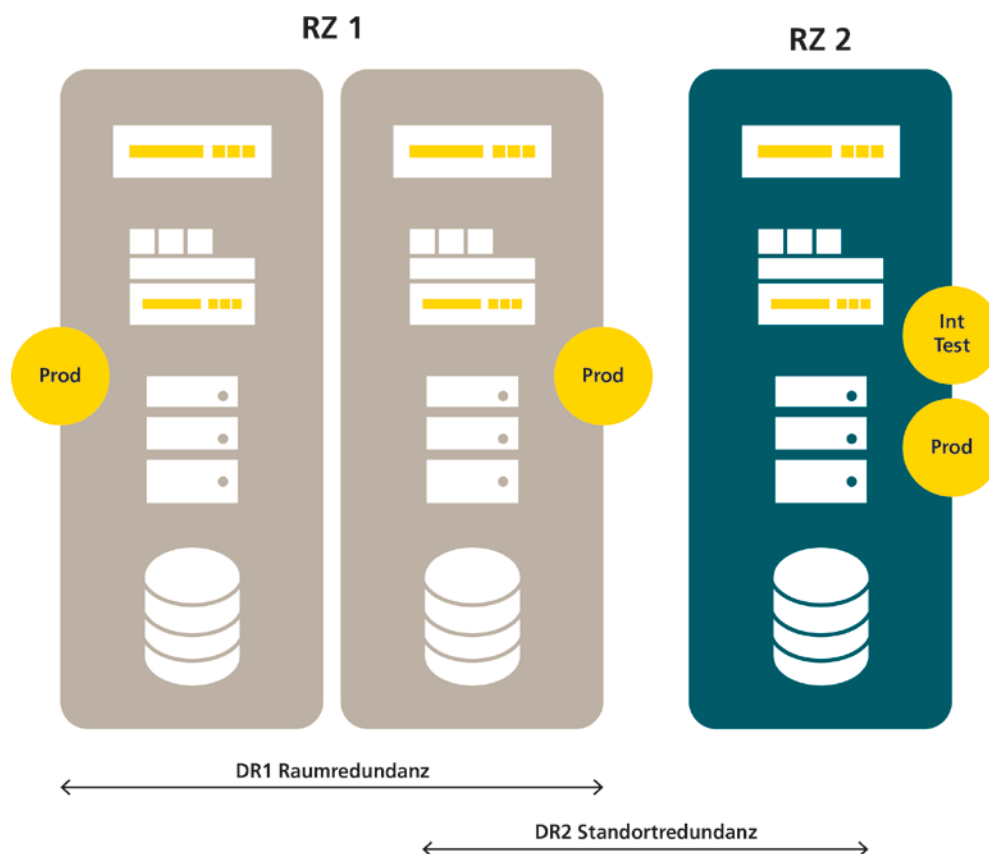 RZ 1
RZ 2
Prod
Prod
Int
Test
Prod
DR1 Raumredundanz
DR2 Standortredundanz